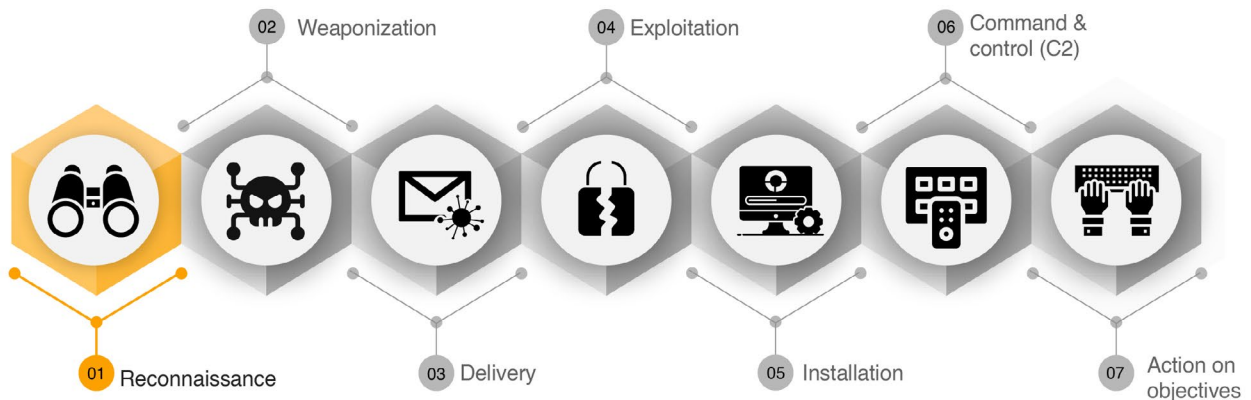 02 Weaponization
04 Exploitation
06 Command &
control (C2)
01 Reconnaissance
03 Delivery
05 Installation
07 Action on
objectives